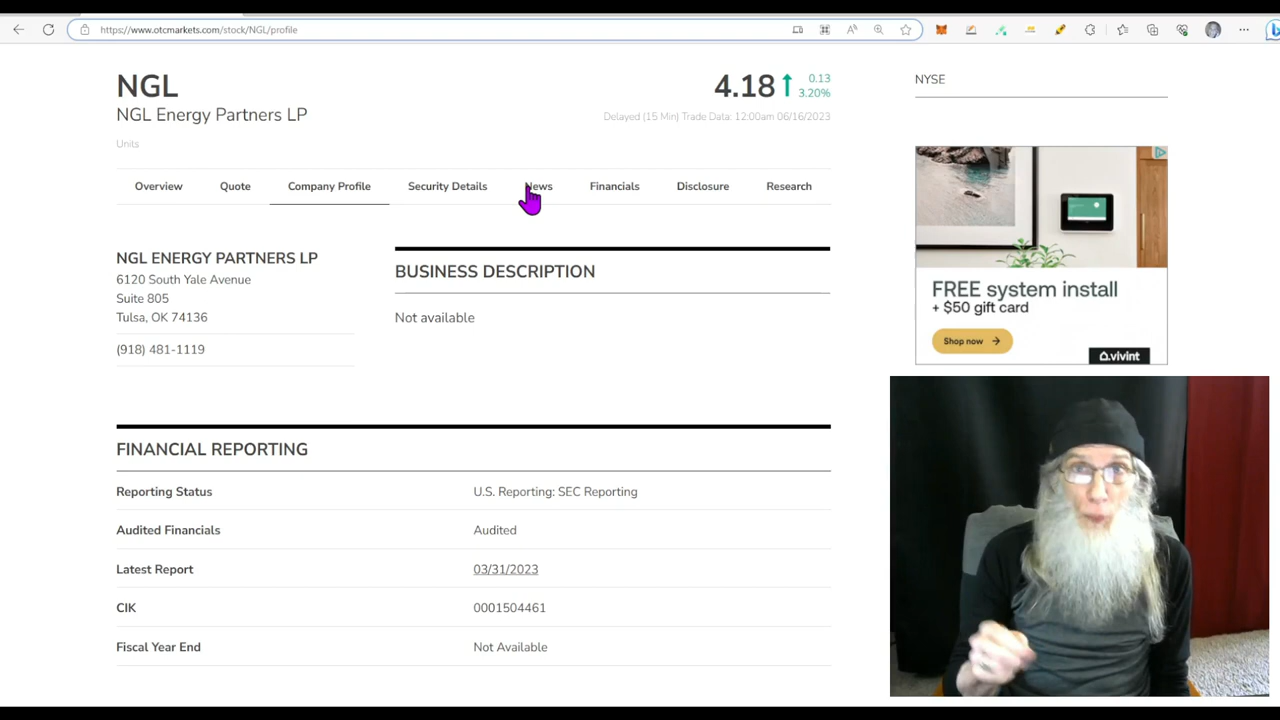 https://www.otcmarkets.com/stock/NGL/profile
NGL
4.18
0.13
3.20%
NGL Energy Partners LP
Delayed (15 Min) Trade Data: 12:00am 06/16/2023
Units
NYSE
Overview
Quote
Company Profile
Security Details
News
Financials
Disclosure
Research
NGL ENERGY PARTNERS LP
6120 South Yale Avenue
Suite 805
Tulsa, OK 74136
(918) 481-1119
BUSINESS DESCRIPTION
Not available
FREE system install
+ $50 gift card
Shop now
vivint
FINANCIAL REPORTING
Reporting Status
U.S. Reporting: SEC Reporting
Audited Financials
Audited
Latest Report
03/31/2023
CIK
0001504461
Fiscal Year End
Not Available